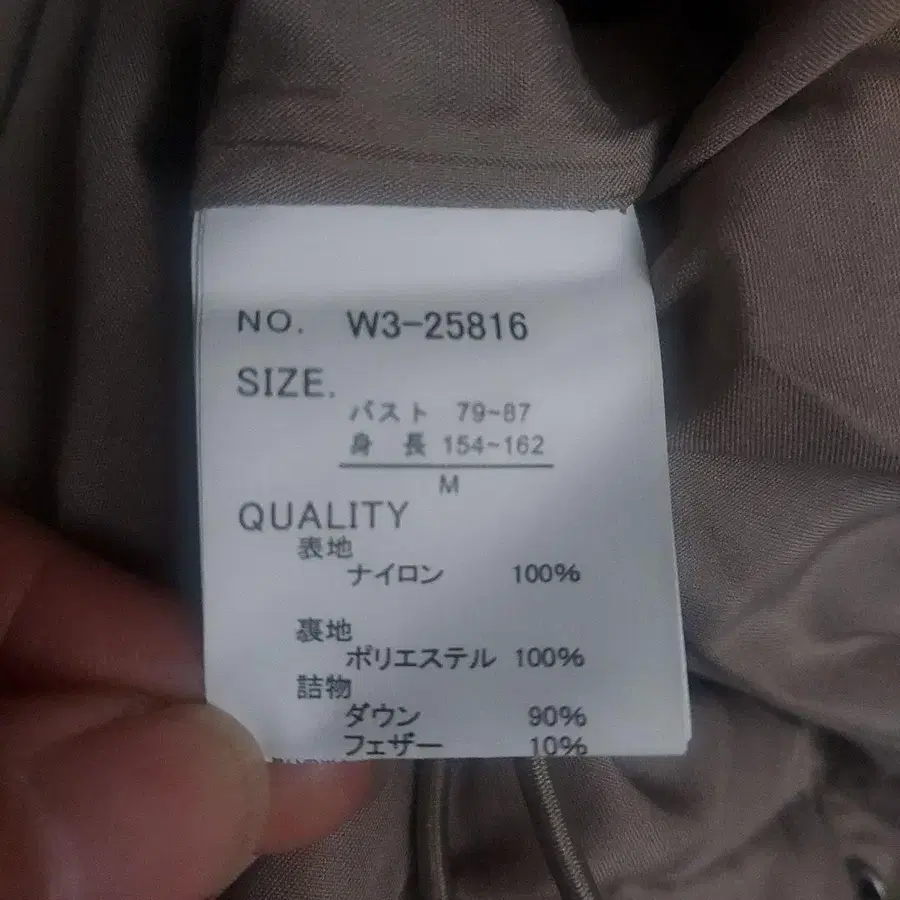 NO. W3-25816
SIZE.
バスト 79~87
身 長 154~162
M
QUALITY
表地
ナイロン 100%
裏地
ポリエステル 100%
詰物
ダウン 90%
フェザー 10%